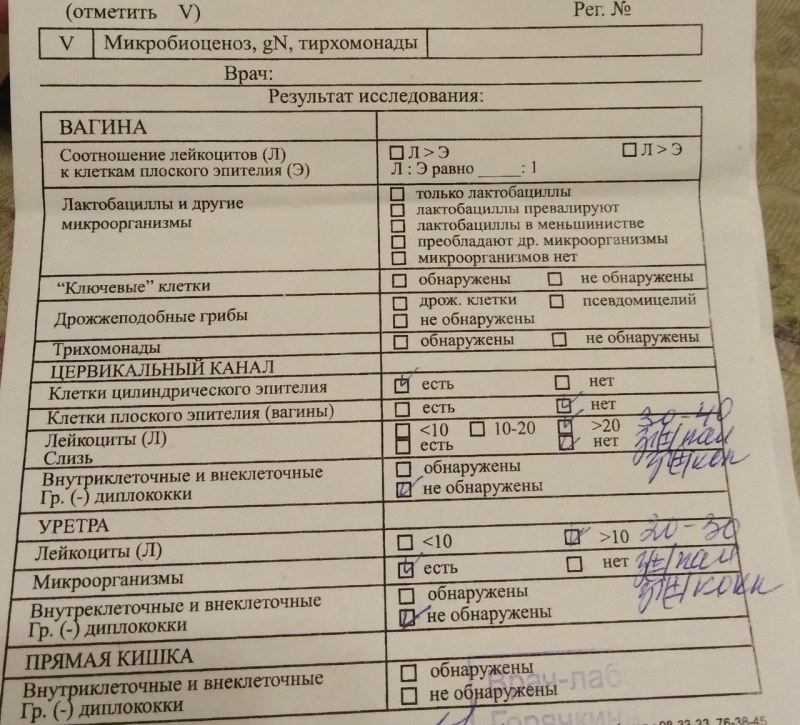 (отметить V) Рег. №
V Микробиоценоз, gN, тирхомонады
Врач:
Результат исследования:
ВАГИНА
Соотношение лейкоцитов (Л) Л > Э Л > Э
к клеткам плоского эпителия (Э) Л : Э равно _____: 1
Лактобациллы и другие только лактобациллы
микроорганизмы лактобациллы превалируют
лактобациллы в меньшинистве
преобладают др. микроорганизмы
микроорганизмов нет
“Ключевые” клетки обнаружены не обнаружены
Дрожжеподобные грибы дрож. клетки псевдомицелий
не обнаружены
Трихомонады обнаружены не обнаружены
ЦЕРВИКАЛЬНЫЙ КАНАЛ
Клетки цилиндрического эпителия есть нет
Клетки плоского эпителия (вагины) есть нет
Лейкоциты (Л) <10 10-20 >20 30-40
Слизь есть нет
Внутриклеточные и внеклеточные обнаружены
Гр. (-) диплококки не обнаружены
УРЕТРА
Лейкоциты (Л) <10 >10 20-30
Микроорганизмы есть нет
Внутреклеточные и внеклеточные обнаружены
Гр. (-) диплококки не обнаружены
ПРЯМАЯ КИШКА
Внутриклеточные и внеклеточные обнаружены
Гр. (-) диплококки не обнаружены
Врач-лаб